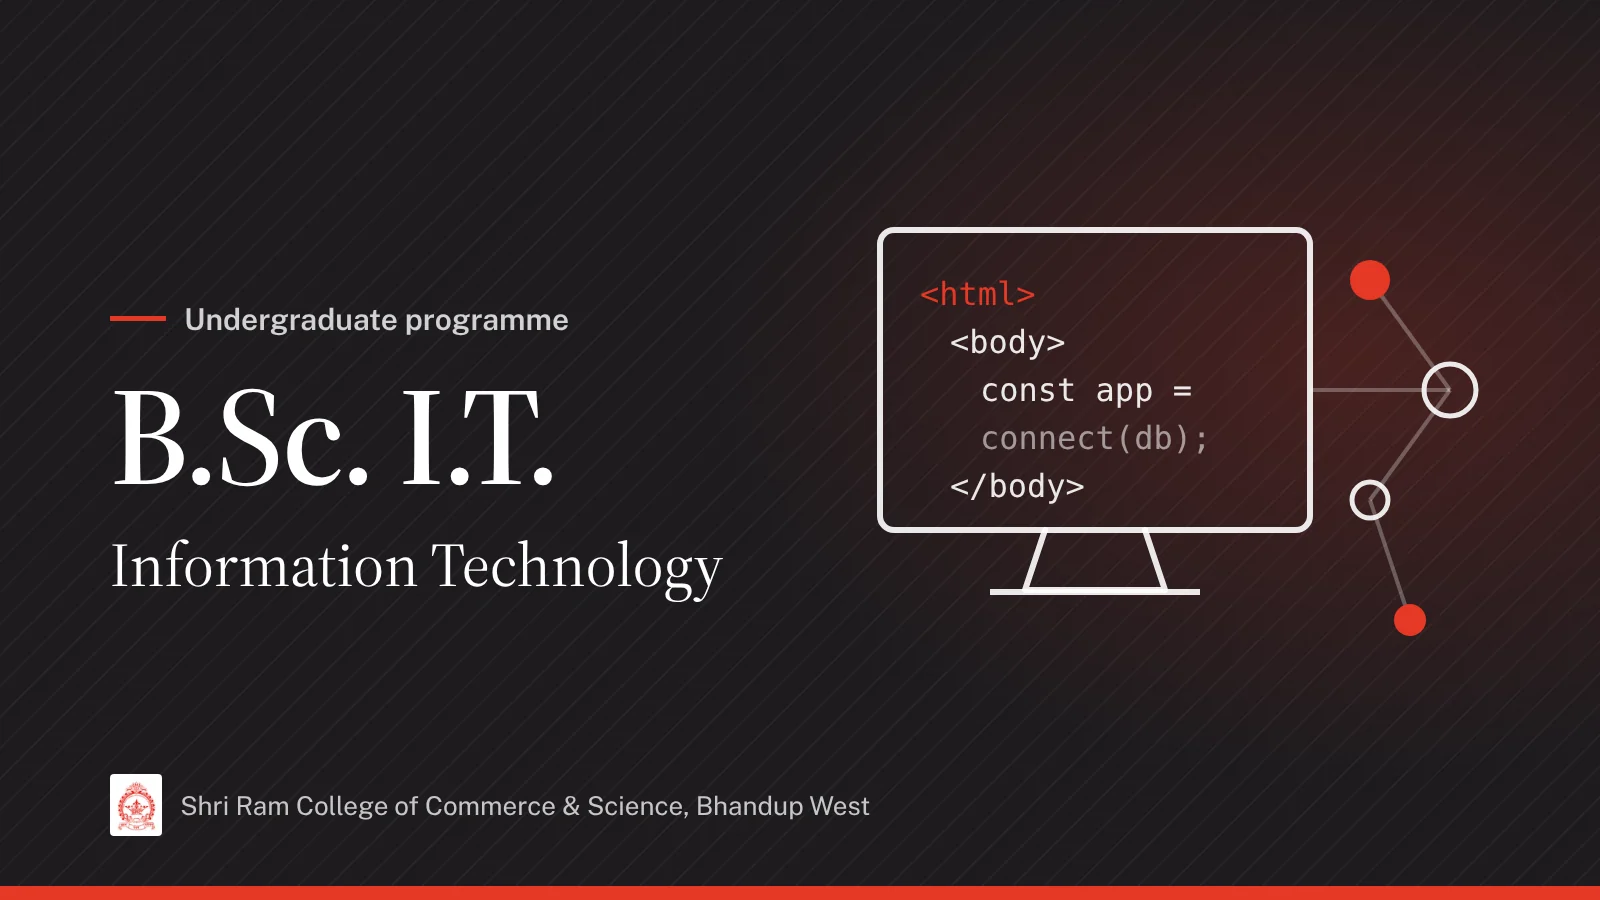 Undergraduate programme
B.Sc. I.T.
Information Technology
<html>
<body>
const app =
connect(db);
</body>
Shri Ram College of Commerce & Science, Bhandup West